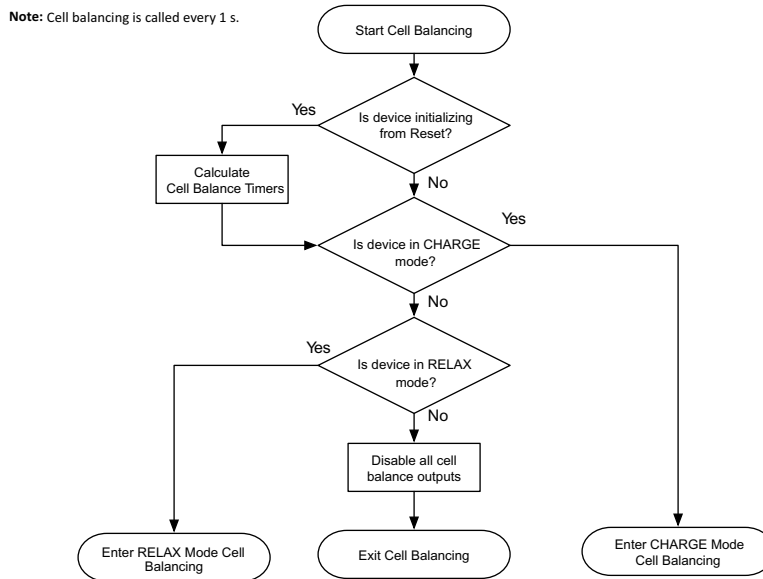 Note: Cell balancing is called every 1 s.
Start Cell Balancing
Yes
Is device initializing
from Reset?
Calculate
Cell Balance Timers
No
Yes
Is device in CHARGE
mode?
No
Yes
Is device in RELAX
mode?
No
Disable all cell
balance outputs
Enter RELAX Mode Cell
Balancing
Exit Cell Balancing
Enter CHARGE Mode
Cell Balancing